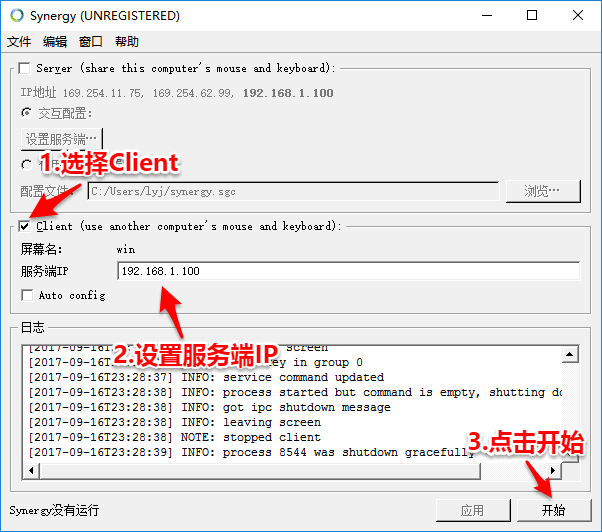 Synergy (UNREGISTERED)
文件 编辑 窗口 帮助
Server (share this computer's mouse and keyboard):
IP地址 169.254.11.75, 169.254.62.99, 192.168.1.100
交互配置:
设置服务端…
1.选择Client
配置文件: C:/Users/lyj/synergy.sgc 浏览…
Client (use another computer's mouse and keyboard):
屏幕名: win
服务端IP 192.168.1.100
Auto config
2.设置服务端IP
日志
[2017-09-16T23:28:37] screen
[2017-09-16T23:28:37] key in group 0
[2017-09-16T23:28:37] INFO: service command updated
[2017-09-16T23:28:38] INFO: process started but command is empty, shutting do
[2017-09-16T23:28:38] INFO: got ipc shutdown message
[2017-09-16T23:28:38] INFO: leaving screen
[2017-09-16T23:28:38] NOTE: stopped client
[2017-09-16T23:28:39] INFO: process 8544 was shutdown gracefully
3.点击开始
Synergy没有运行 应用 开始